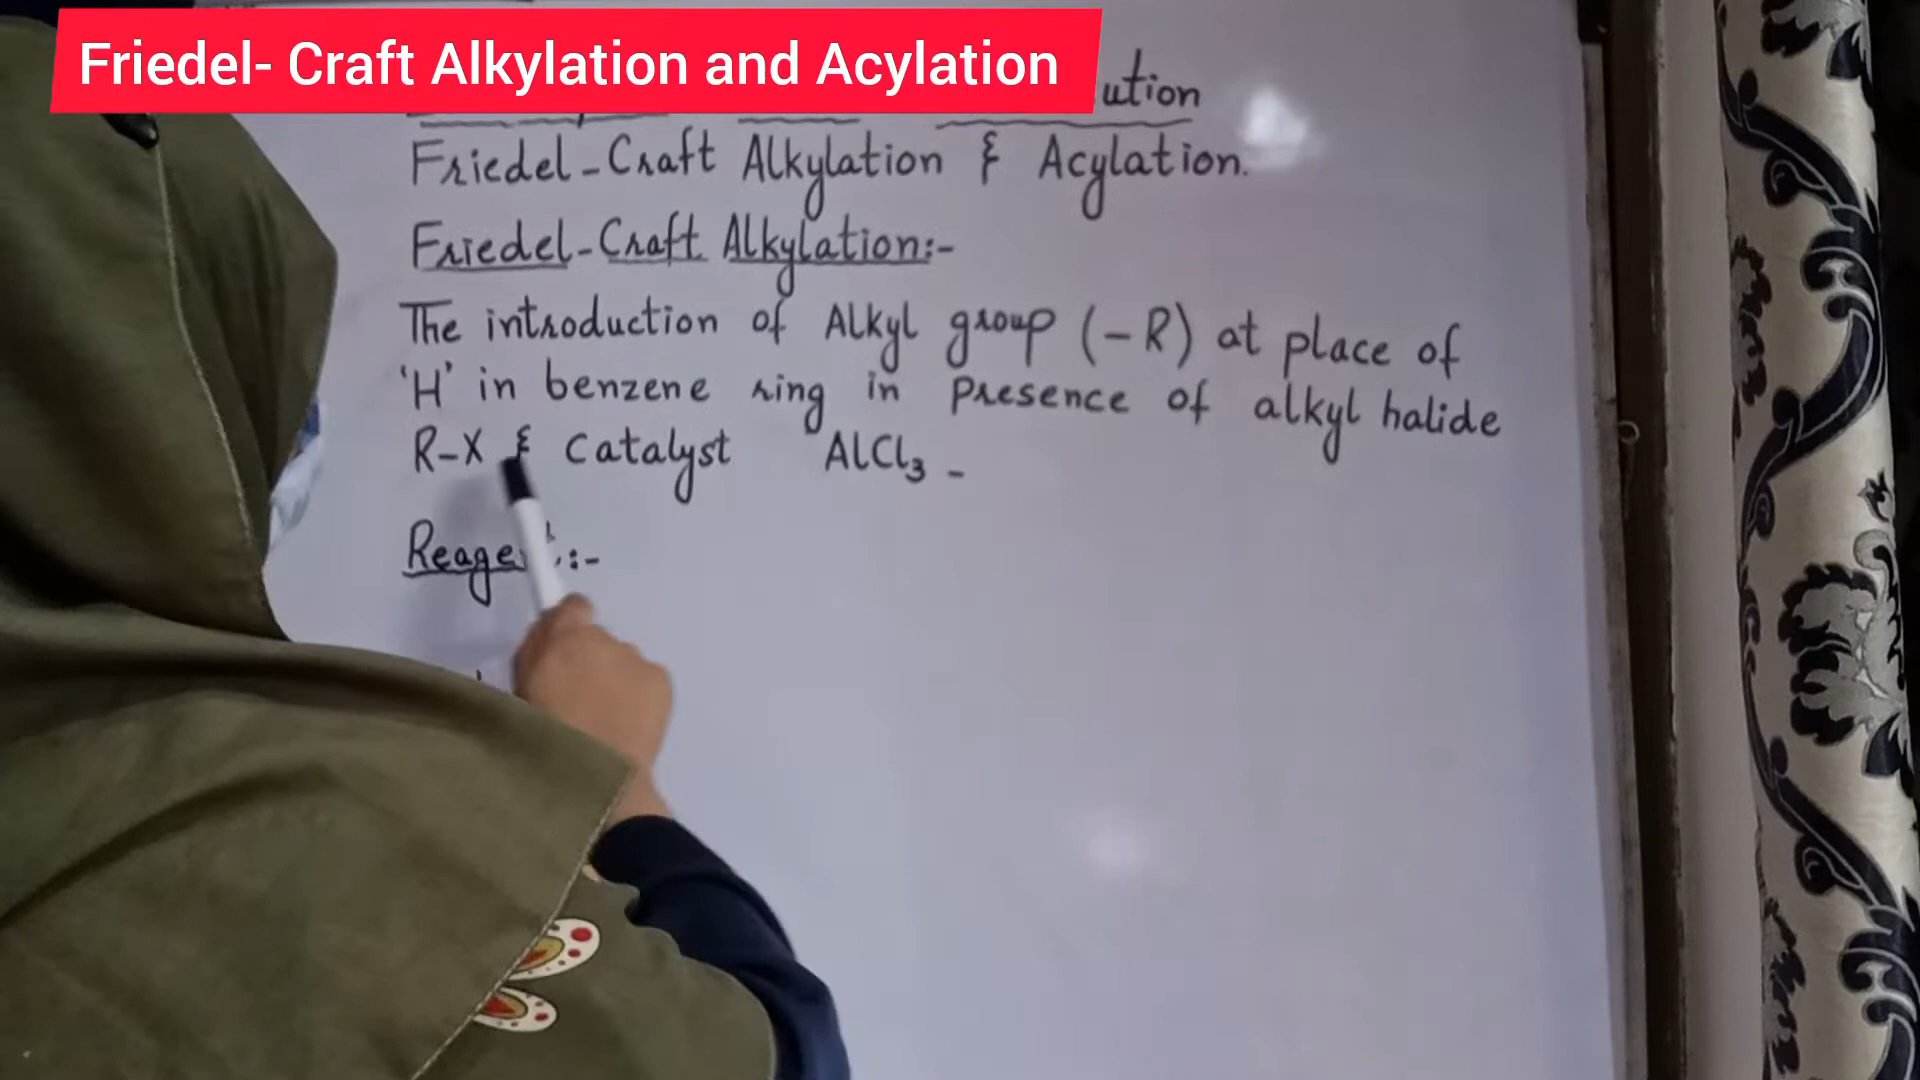 Friedel- Craft Alkylation and Acylation
ution
Friedel-Craft Alkylation & Acylation.
Friedel-Craft Alkylation:-
The introduction of Alkyl group (-R) at place of
'H' in benzene ring in Presence of alkyl halide
R-X & Catalyst AlCl₃ -
:-